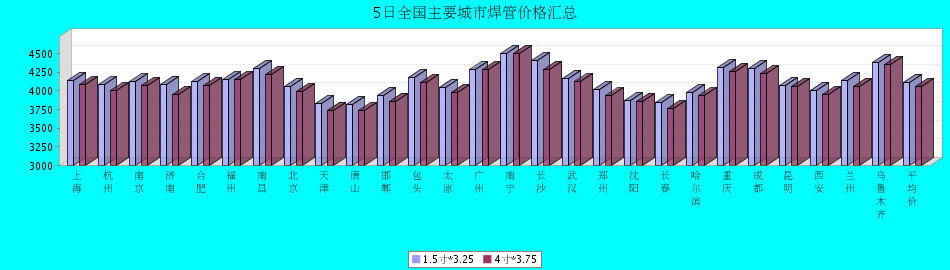 5日全国主要城市焊管价格汇总
4500
4250
4000
3750
3500
3250
3000
上海
杭州
南京
济南
合肥
福州
南昌
北京
天津
唐山
邯郸
包头
太原
广州
南宁
长沙
武汉
郑州
沈阳
长春
哈尔滨
重庆
成都
昆明
西安
兰州
乌鲁木齐
平均价
1.5寸*3.25
4寸*3.75